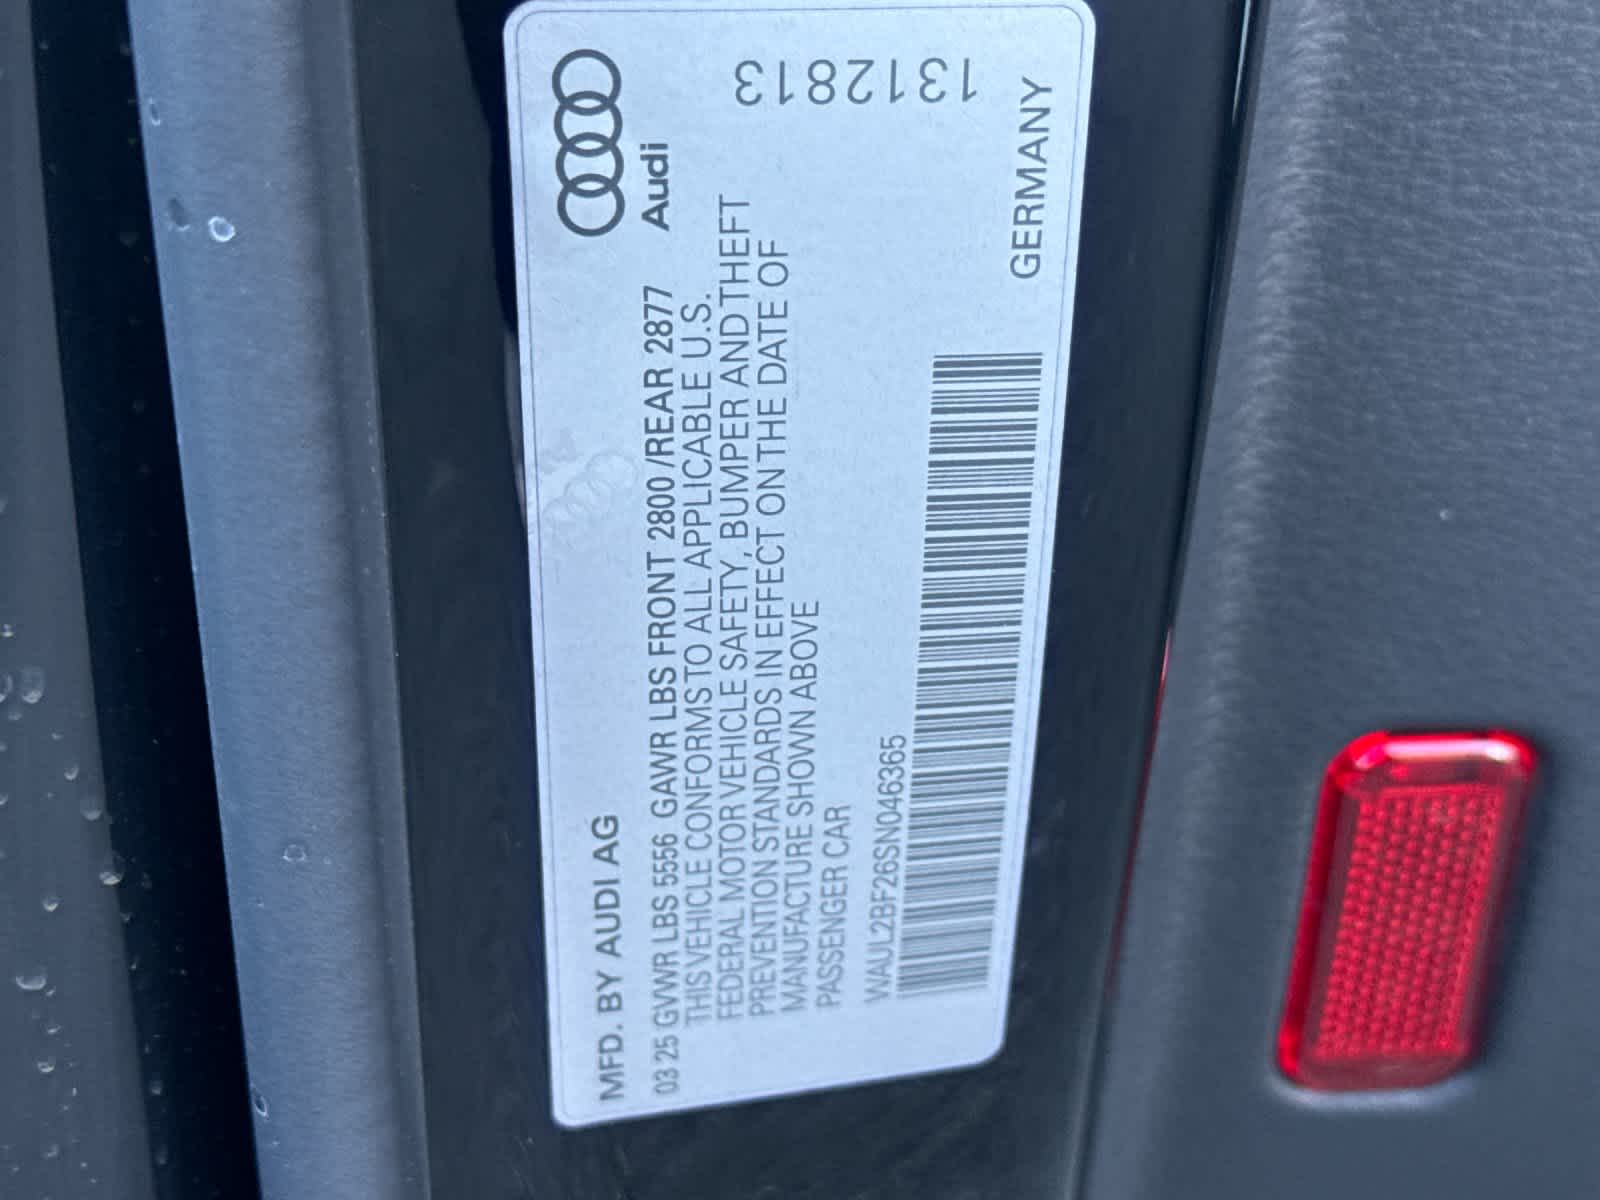 Audi
MFD. BY AUDI AG
03 25 GVWR LBS 5556 GAWR LBS FRONT 2800 /REAR 2877
THIS VEHICLE CONFORMS TO ALL APPLICABLE U.S.
FEDERAL MOTOR VEHICLE SAFETY, BUMPER AND THEFT
PREVENTION STANDARDS IN EFFECT ON THE DATE OF
MANUFACTURE SHOWN ABOVE
PASSENGER CAR
WAUL2BF26SN046365
GERMANY
1312813